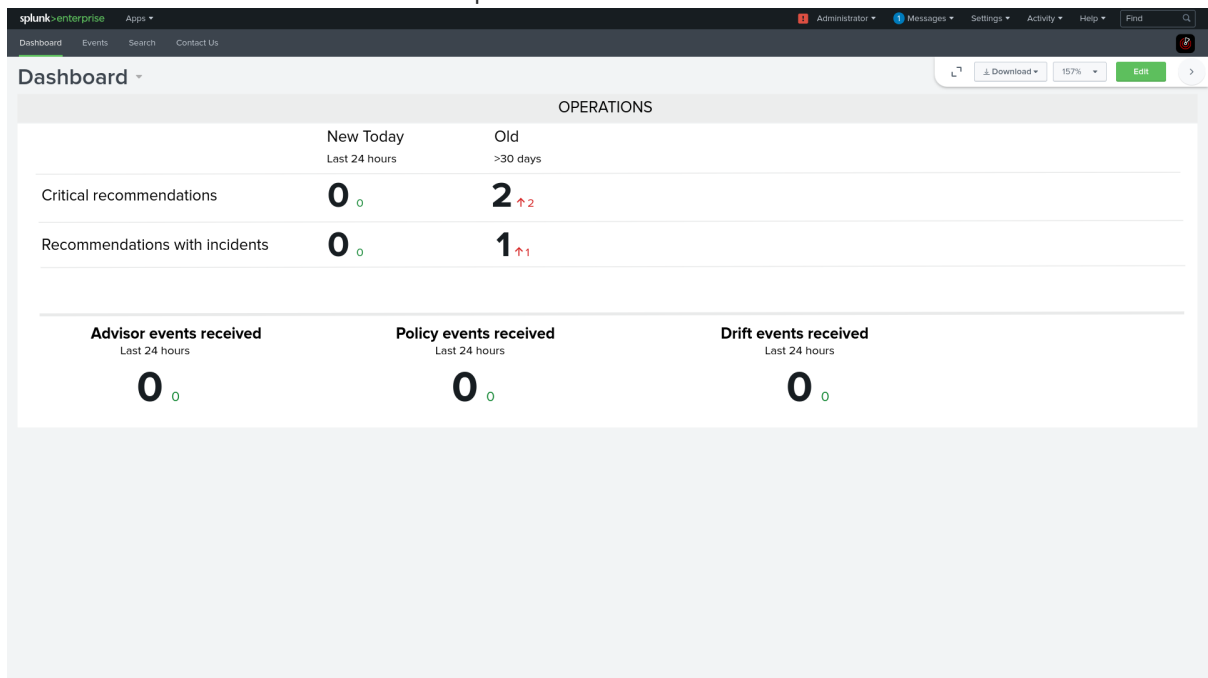 splunk>enterprise Apps ! Administrator 1 Messages Settings Activity Help Find
Dashboard Events Search Contact Us
Dashboard Download 157% Edit
OPERATIONS
New Today Old
Last 24 hours >30 days
Critical recommendations 0 0 2 ↑2
Recommendations with incidents 0 0 1 ↑1
Advisor events received Policy events received Drift events received
Last 24 hours Last 24 hours Last 24 hours
0 0 0 0 0 0